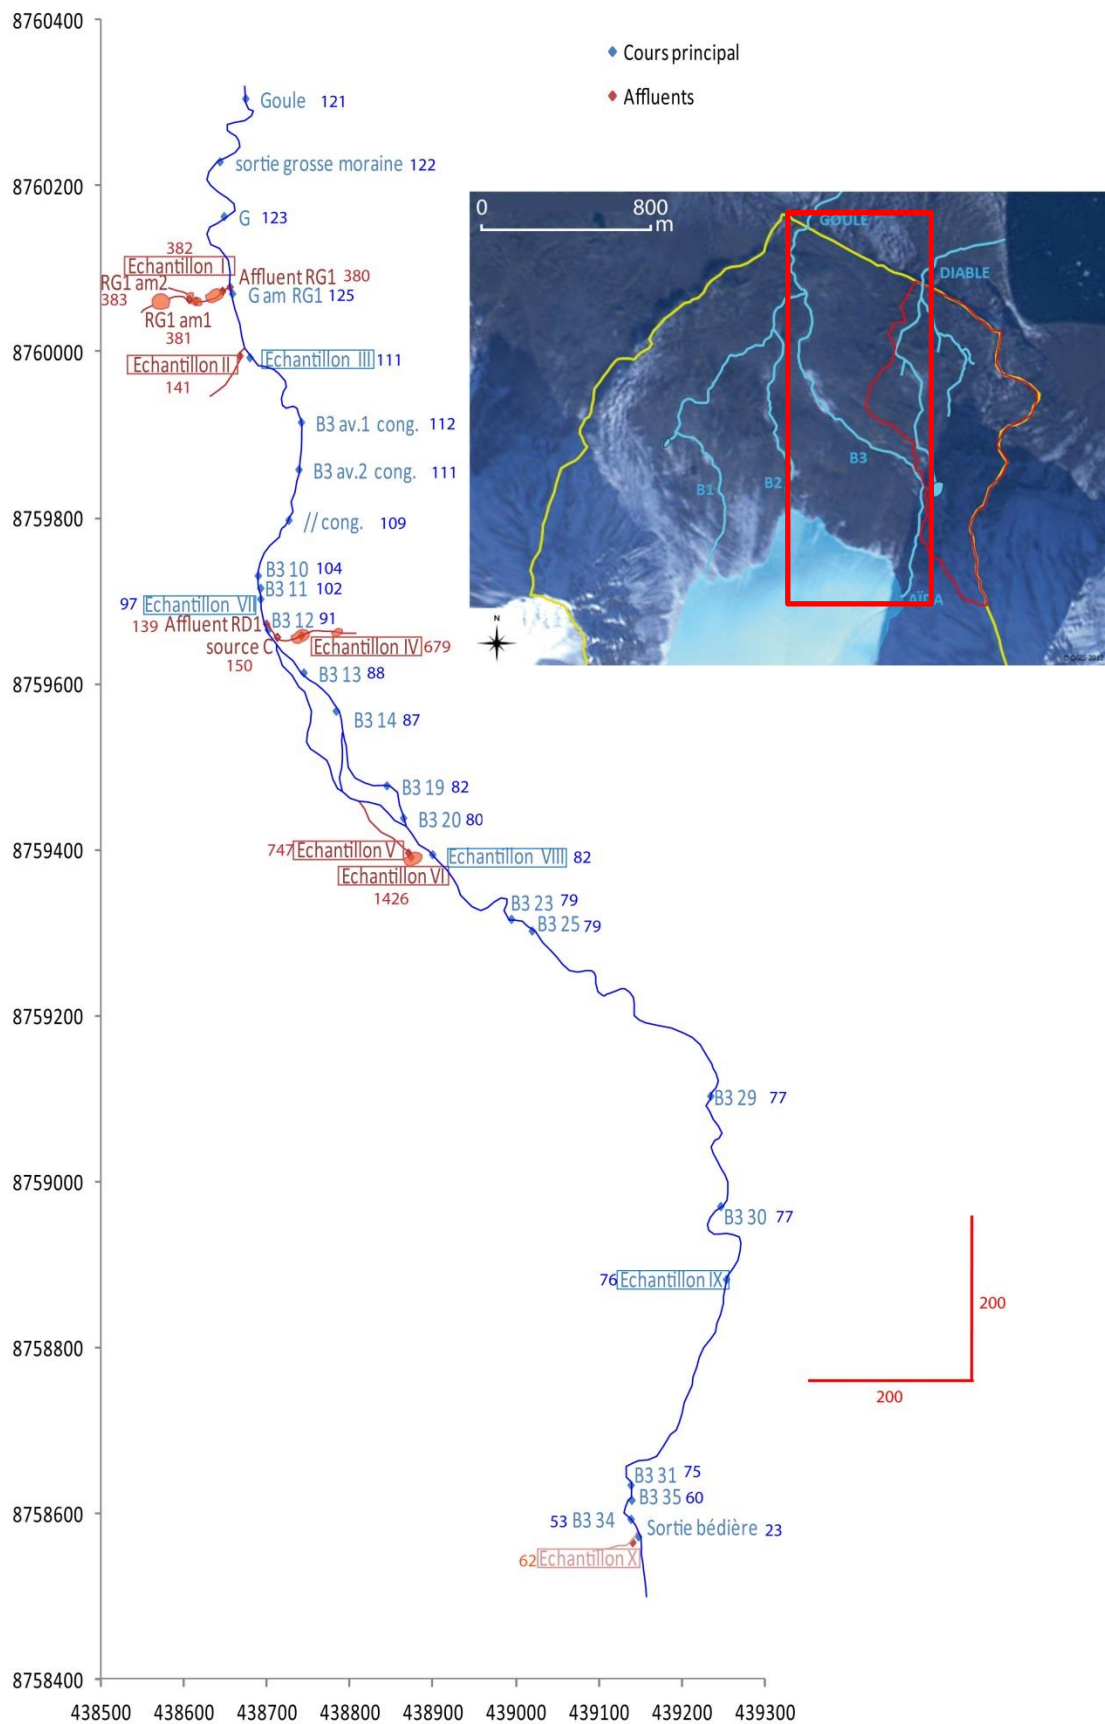 8760400
Cours principal
Affluents
Goule 121
sortie grosse moraine 122
8760200
G 123
382
Echantillon I
Affluent RG1 380
RG1 am2
383
G am RG1 125
RG1 am1
381
8760000
Echantillon III 111
Echantillon II
141
B3 av.1 cong. 112
B3 av.2 cong. 111
8759800
// cong. 109
B3 10 104
B3 11 102
97 Echantillon VII
139 Affluent RD1
B3 12 91
source C
150
Echantillon IV 679
8759600
B3 13 88
B3 14 87
B3 19 82
B3 20 80
8759400
747 Echantillon V
Echantillon VIII 82
Echantillon VI
1426
B3 23 79
B3 25 79
8759200
B3 29 77
8759000
B3 30 77
76 Echantillon IX
8758800
B3 31 75
B3 35 60
8758600
53 B3 34
Sortie bédière 23
62 Echantillon X
8758400
438500 438600 438700 438800 438900 439000 439100 439200 439300
200
200
0 800
m
GOULE
DIABLE
B3
B2
B1
AÏDA
N